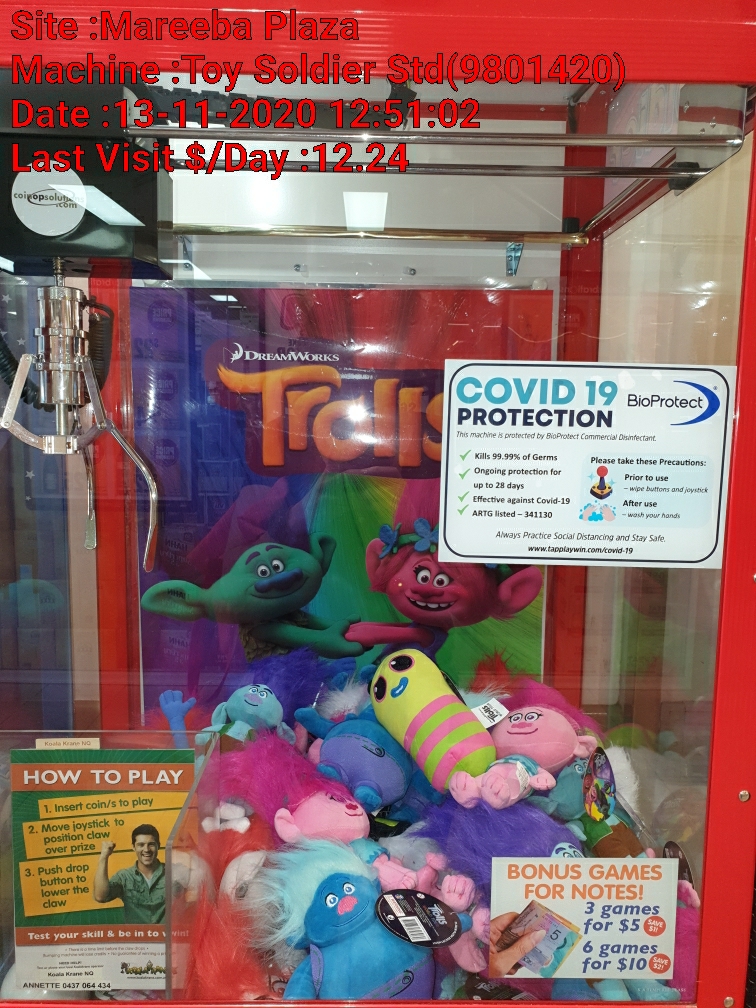 Site :Mareeba Plaza
Machine :Toy Soldier Std(9801420)
Date :13-11-2020 12:51:02
Last Visit $/Day :12.24
coinopsolutions
.com
DREAMWORKS
Trolls
COVID 19
PROTECTION
BioProtect
This machine is protected by BioProtect Commercial Disinfectant.
Kills 99.99% of Germs
Ongoing protection for
up to 28 days
Effective against Covid-19
ARTG listed – 341130
Please take these Precautions:
Prior to use
– wipe buttons and joystick
After use
– wash your hands
Always Practice Social Distancing and Stay Safe.
www.tapplaywin.com/covid-19
Koala Krane NQ
HOW TO PLAY
1. Insert coin/s to play
2. Move joystick to
position claw
over prize
3. Push drop
button to
lower the
claw
Test your skill & be in to win!
Koala Krane NQ
ANNETTE 0437 064 434
Trolls
BONUS GAMES
FOR NOTES!
3 games
for $5
SAVE
$1!
6 games
for $10
SAVE
$2!